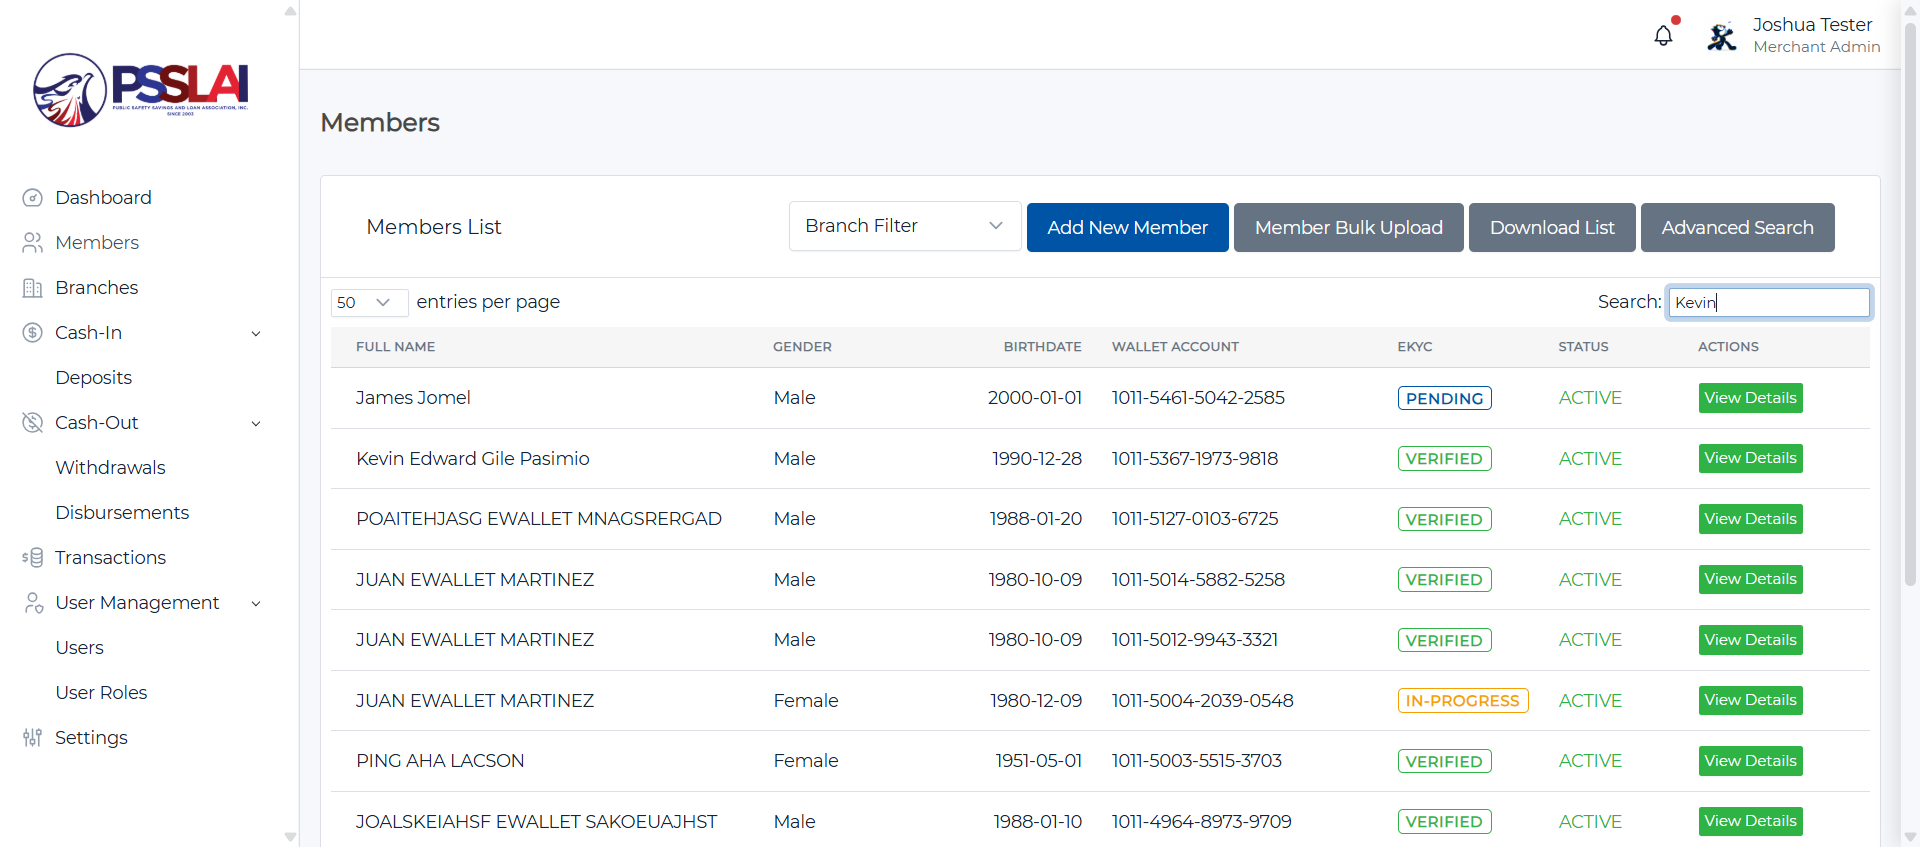 PSSLAI
PUBLIC SAFETY SAVINGS AND LOAN ASSOCIATION, INC.
SINCE 2003
Dashboard
Members
Branches
Cash-In
Deposits
Cash-Out
Withdrawals
Disbursements
Transactions
User Management
Users
User Roles
Settings
Joshua Tester
Merchant Admin
Members
Members List
Branch Filter
Add New Member
Member Bulk Upload
Download List
Advanced Search
50 entries per page
Search: Kevin
FULL NAME GENDER BIRTHDATE WALLET ACCOUNT EKYC STATUS ACTIONS
James Jomel Male 2000-01-01 1011-5461-5042-2585 PENDING ACTIVE View Details
Kevin Edward Gile Pasimio Male 1990-12-28 1011-5367-1973-9818 VERIFIED ACTIVE View Details
POAITEHJASG EWALLET MNAGSRERGAD Male 1988-01-20 1011-5127-0103-6725 VERIFIED ACTIVE View Details
JUAN EWALLET MARTINEZ Male 1980-10-09 1011-5014-5882-5258 VERIFIED ACTIVE View Details
JUAN EWALLET MARTINEZ Male 1980-10-09 1011-5012-9943-3321 VERIFIED ACTIVE View Details
JUAN EWALLET MARTINEZ Female 1980-12-09 1011-5004-2039-0548 IN-PROGRESS ACTIVE View Details
PING AHA LACSON Female 1951-05-01 1011-5003-5515-3703 VERIFIED ACTIVE View Details
JOALSKEIAHSF EWALLET SAKOEUAJHST Male 1988-01-10 1011-4964-8973-9709 VERIFIED ACTIVE View Details